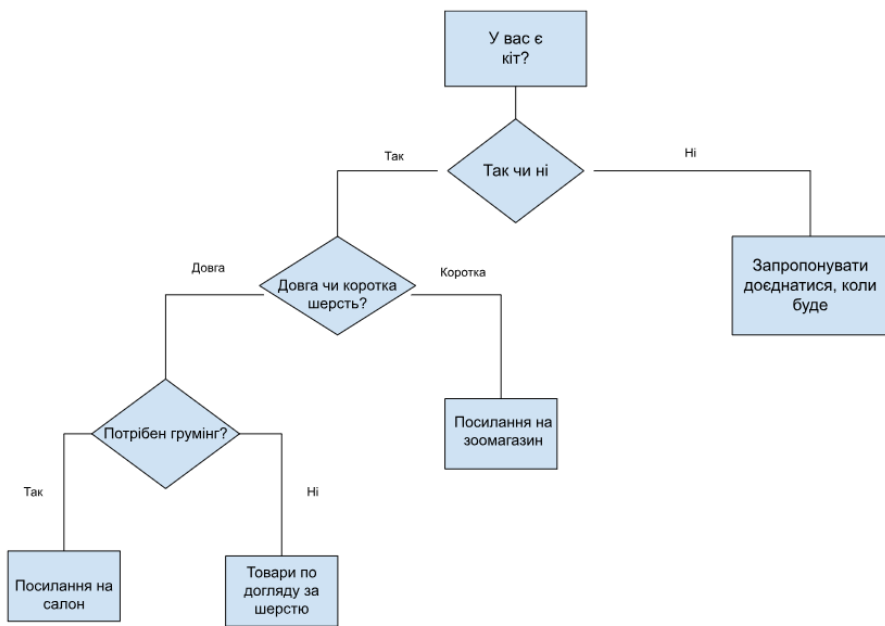 У вас є
кіт?
Так
Так чи ні
Ні
Довга
Довга чи коротка
шерсть?
Коротка
Запропонувати
доєднатися, коли
буде
Потрібен грумінг?
Посилання на
зоомагазин
Так
Ні
Посилання на
салон
Товари по
догляду за
шерстю